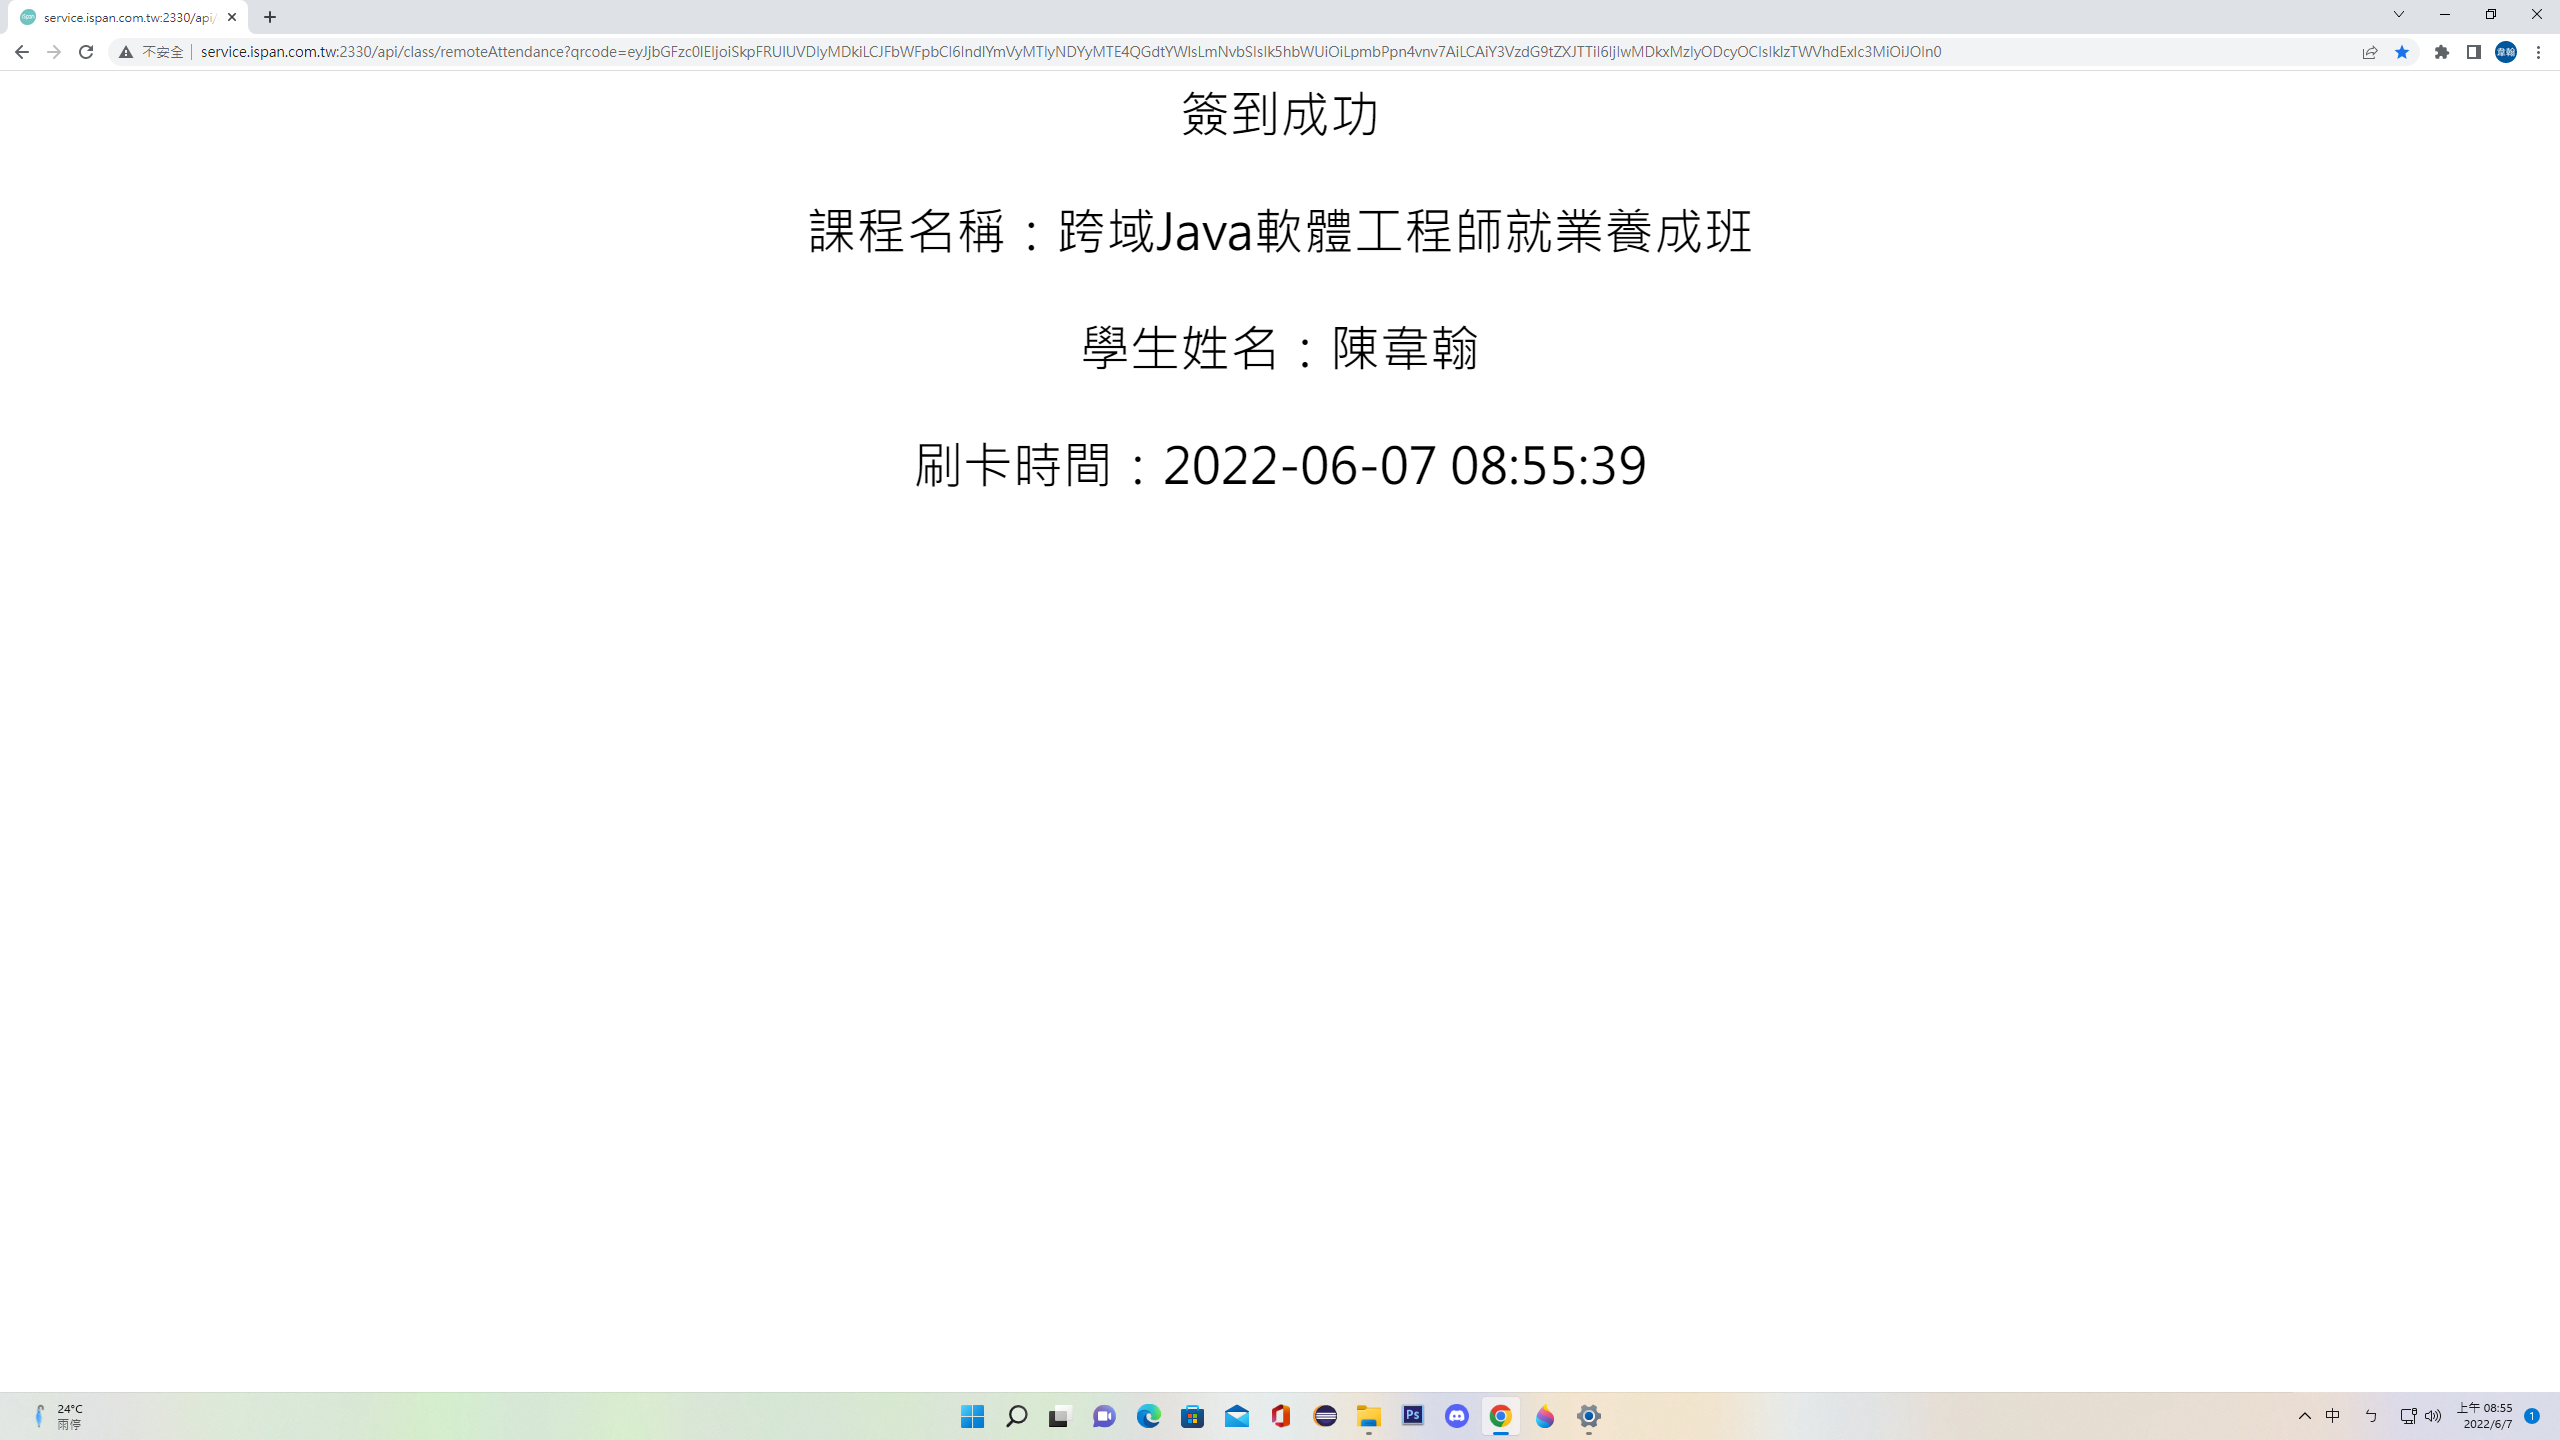 service.ispan.com.tw:2330/api/
不安全
service.ispan.com.tw:2330/api/class/remoteAttendance?qrcode=
韋翰
簽到成功
課程名稱：跨域Java軟體工程師就業養成班
學生姓名：陳韋翰
刷卡時間：2022-06-07 08:55:39
24°C
雨停
Ps
中
ㄅ
上午 08:55
2022/6/7
1